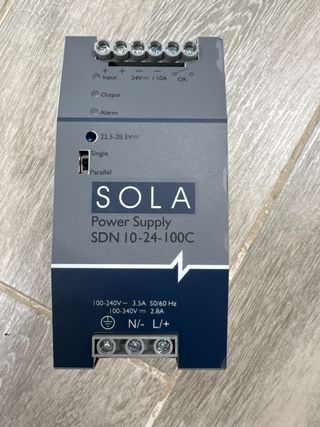 + + − −
Input 24V⎓ / 10A OK
Output
Alarm
22.5-28.5V⎓
Single
Parallel
SOLA
Power Supply
SDN 10-24-100C
100-240V ~ 3.5A 50/60 Hz
100-340V ⎓ 2.8A
N/- L/+